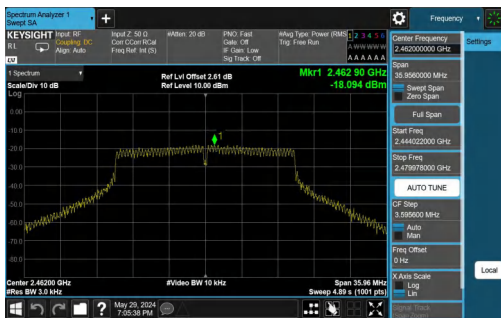 Spectrum Analyzer 1
Swept SA
Frequency
KEYSIGHT
Input: RF
Coupling: DC
Align: Auto
Input Z: 50 Ω
Corr CCorr RCal
Freq Ref: Int (S)
#Atten: 20 dB
PNO: Fast
Gate: Off
IF Gain: Low
Sig Track: Off
#Avg Type: Power (RMS
Trig: Free Run
1 2 3 4 5 6
A W W W W W
A A A A A A
RL
LW
1 Spectrum
Scale/Div 10 dB
Log
Ref Lvl Offset 2.61 dB
Ref Level 10.00 dBm
Mkr1 2.462 90 GHz
-18.094 dBm
1
0.00
-10.0
-20.0
-30.0
-40.0
-50.0
-60.0
-70.0
-80.0
Center 2.46200 GHz
#Res BW 3.0 kHz
#Video BW 10 kHz
Span 35.96 MHz
Sweep 4.89 s (1001 pts)
May 29, 2024
7:05:38 PM
?
Center Frequency
2.462000000 GHz
Span
35.9560000 MHz
Swept Span
Zero Span
Full Span
Start Freq
2.444022000 GHz
Stop Freq
2.479978000 GHz
AUTO TUNE
CF Step
3.595600 MHz
Auto
Man
Freq Offset
0 Hz
X Axis Scale
Log
Lin
Signal Track
Settings
Local